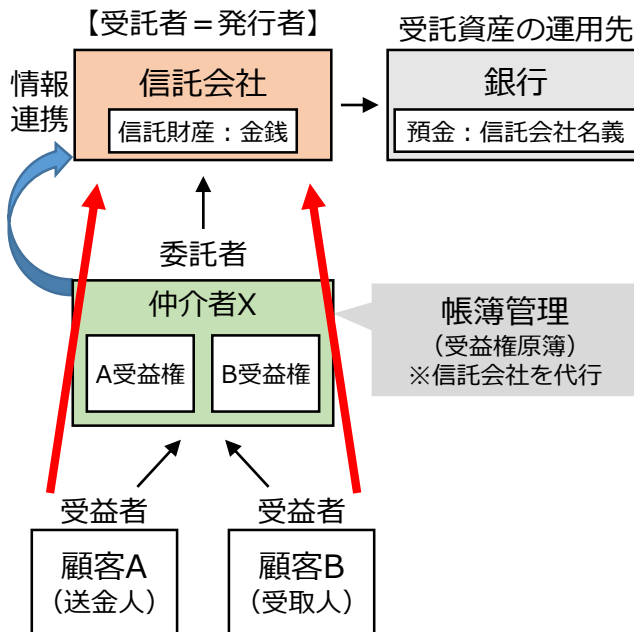 【受託者＝発行者】
受託資産の運用先
情報
連携
信託会社
信託財産：金銭
銀行
預金：信託会社名義
委託者
仲介者X
A受益権
B受益権
帳簿管理
（受益権原簿）
※信託会社を代行
受益者
受益者
顧客A
（送金人）
顧客B
（受取人）